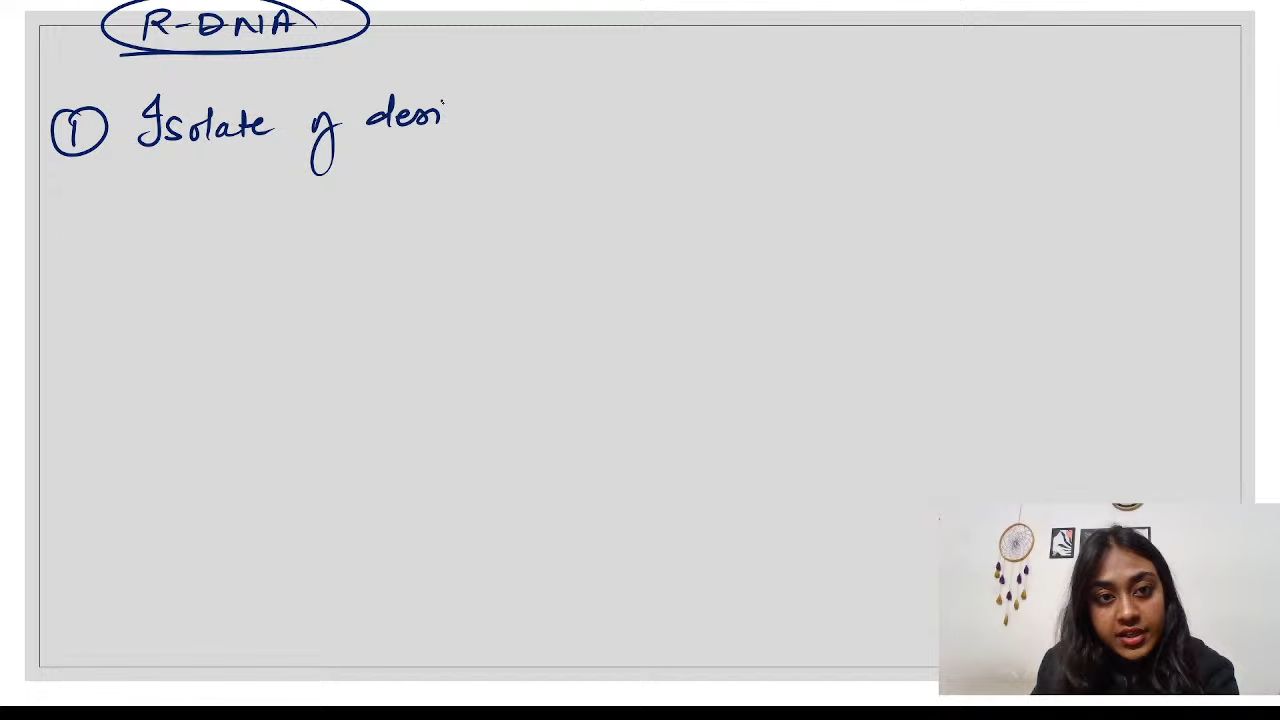 R-DNA
① Isolate of desi